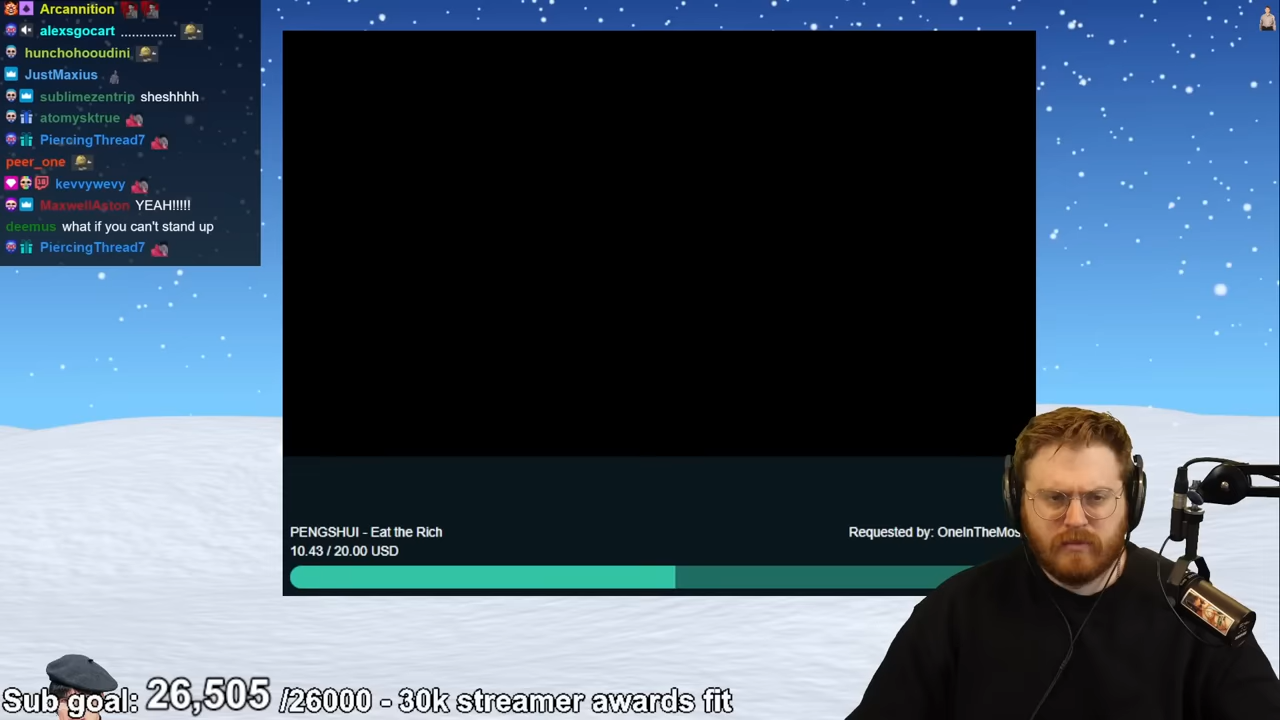 Arcannition
alexsgocart ...............
hunchohooudini
JustMaxius
sublimezentrip sheshhhh
atomysktrue
PiercingThread7
peer_one
kevvywevy
MaxwellAston YEAH!!!!!
deemus what if you can't stand up
PiercingThread7
PENGSHUI - Eat the Rich
Requested by: OneInTheMos
10.43 / 20.00 USD
Sub goal: 26,505 /26000 - 30k streamer awards fit